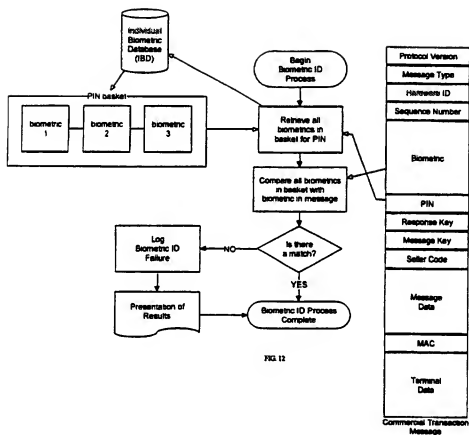 Individual
Biometric
Database
(IBD)
PIN basket
biometric
1
biometric
2
biometric
3
Begin
Biometric ID
Process
Retrieve all
biometrics in
basket for PIN
Compare all biometrics
in basket with
biometric in message
Is there
a match?
NO
YES
Log
Biometric ID
Failure
Presentation of
Results
Biometric ID Process
Complete
FIG. 12
Protocol Version
Message Type
Hardware ID
Sequence Number
Biometric
PIN
Response Key
Message Key
Seller Code
Message
Data
MAC
Terminal
Data
Commercial Transaction
Message